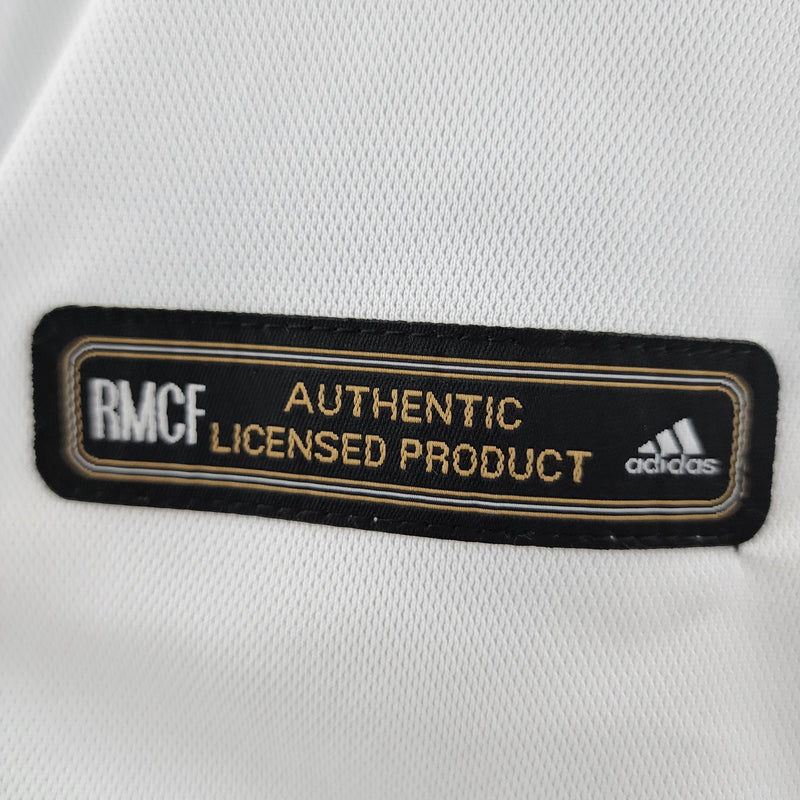 RMCF
AUTHENTIC
LICENSED PRODUCT
adidas